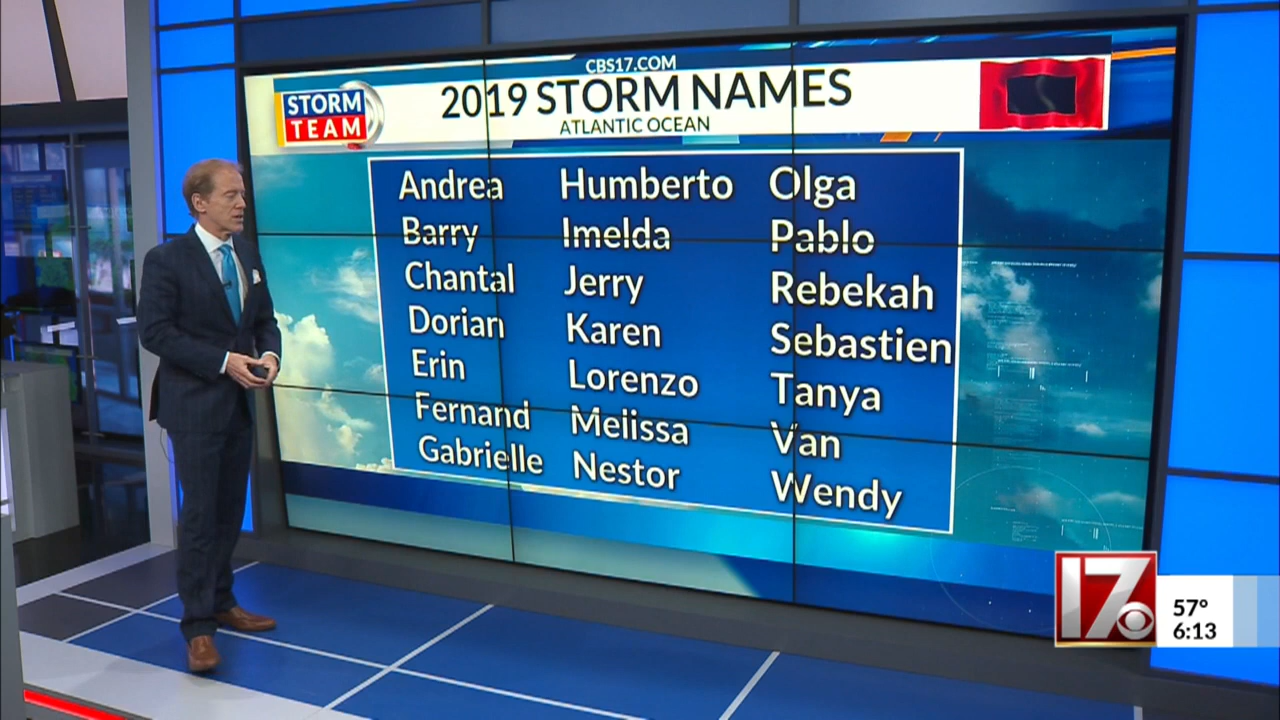 CBS17.COM
STORM TEAM
2019 STORM NAMES
ATLANTIC OCEAN
Andrea
Barry
Chantal
Dorian
Erin
Fernand
Gabrielle
Humberto
Imelda
Jerry
Karen
Lorenzo
Melissa
Nestor
Olga
Pablo
Rebekah
Sebastien
Tanya
Van
Wendy
17
57°
6:13